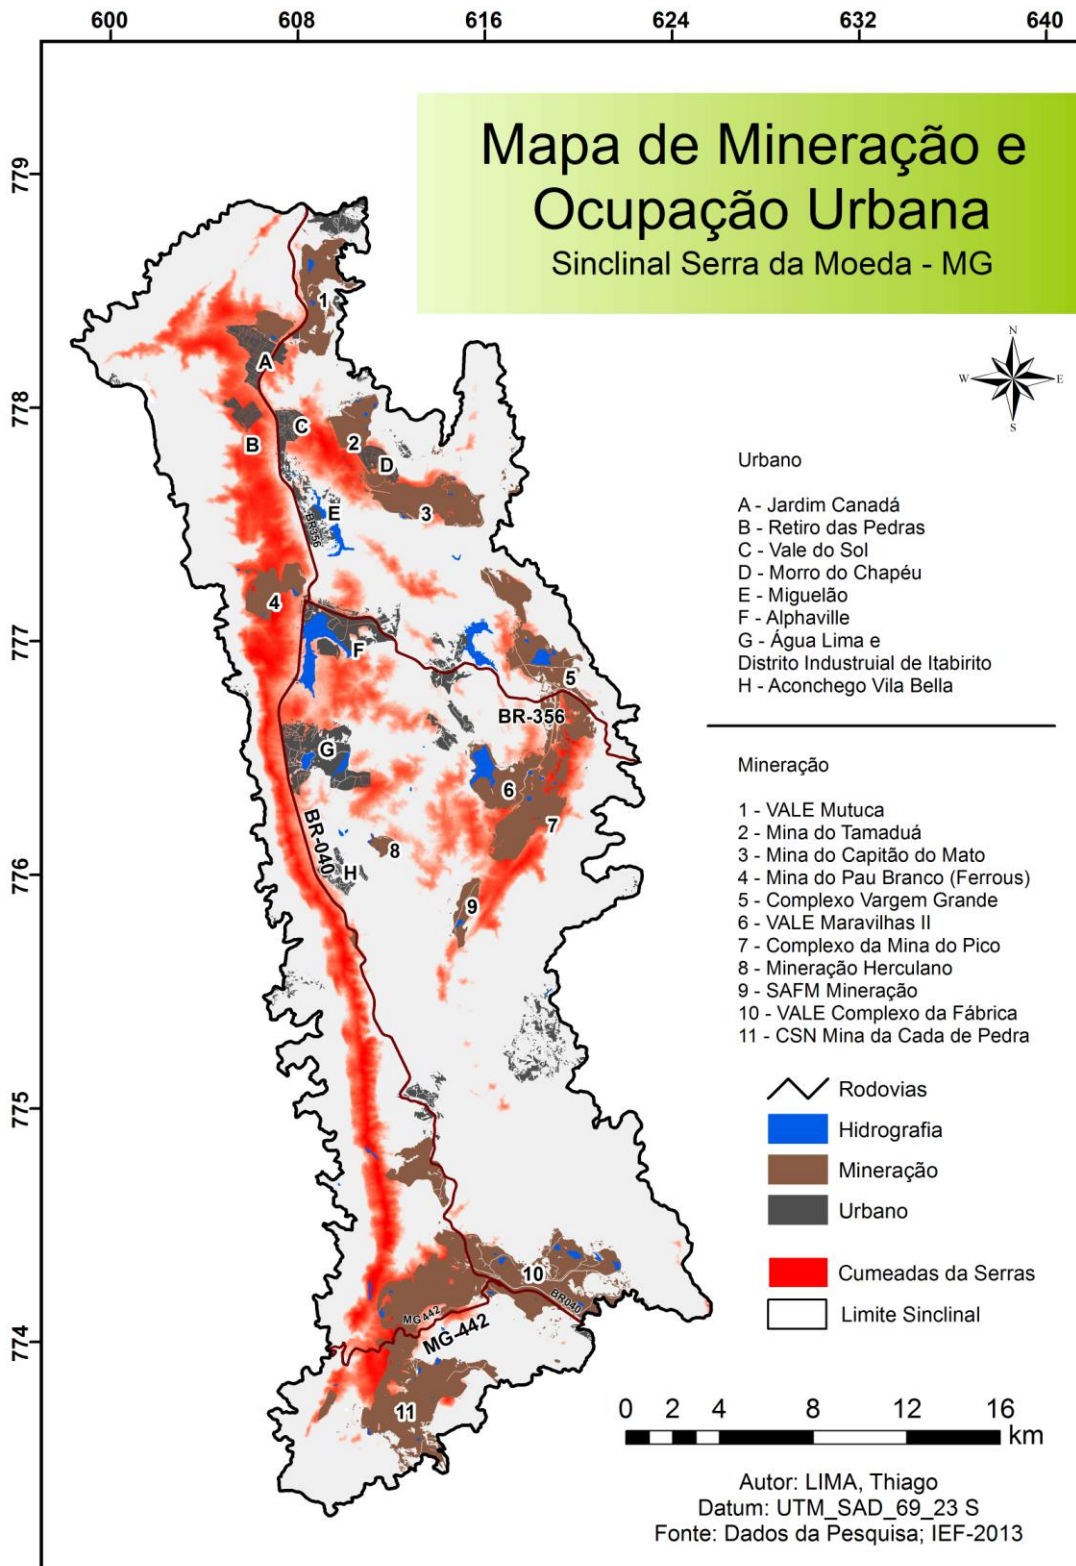 600 608 616 624 632 640
Mapa de Mineração e
Ocupação Urbana
Sinclinal Serra da Moeda - MG
779
778
777
776
775
774
N
W E
S
1
A
B
C
2
D
3
E
BR356
4
F
5
BR-356
G
6
7
BR-040
8
H
9
10
BR040
MG442
MG-442
11
Urbano
A - Jardim Canadá
B - Retiro das Pedras
C - Vale do Sol
D - Morro do Chapéu
E - Miguelão
F - Alphaville
G - Água Lima e
Distrito Industruial de Itabirito
H - Aconchego Vila Bella
Mineração
1 - VALE Mutuca
2 - Mina do Tamaduá
3 - Mina do Capitão do Mato
4 - Mina do Pau Branco (Ferrous)
5 - Complexo Vargem Grande
6 - VALE Maravilhas II
7 - Complexo da Mina do Pico
8 - Mineração Herculano
9 - SAFM Mineração
10 - VALE Complexo da Fábrica
11 - CSN Mina da Cada de Pedra
Rodovias
Hidrografia
Mineração
Urbano
Cumeadas da Serras
Limite Sinclinal
0 2 4 8 12 16
km
Autor: LIMA, Thiago
Datum: UTM_SAD_69_23 S
Fonte: Dados da Pesquisa; IEF-2013